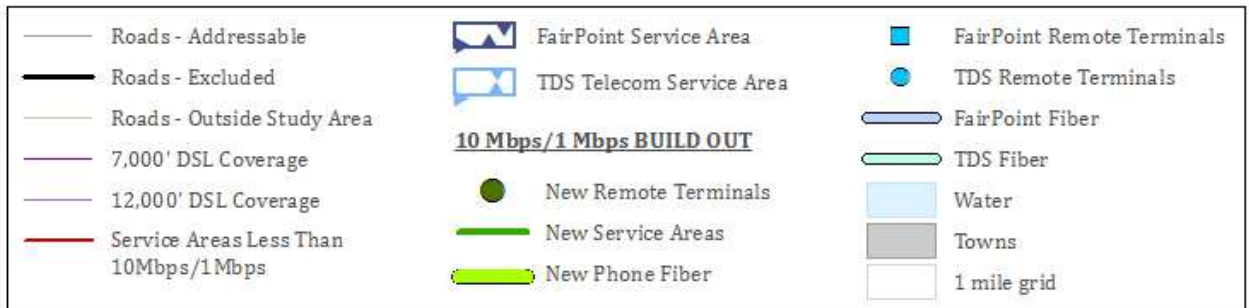 Roads - Addressable
Roads - Excluded
Roads - Outside Study Area
7,000' DSL Coverage
12,000' DSL Coverage
Service Areas Less Than
10Mbps/1Mbps
FairPoint Service Area
TDS Telecom Service Area
10 Mbps/1 Mbps BUILD OUT
New Remote Terminals
New Service Areas
New Phone Fiber
FairPoint Remote Terminals
TDS Remote Terminals
FairPoint Fiber
TDS Fiber
Water
Towns
1 mile grid